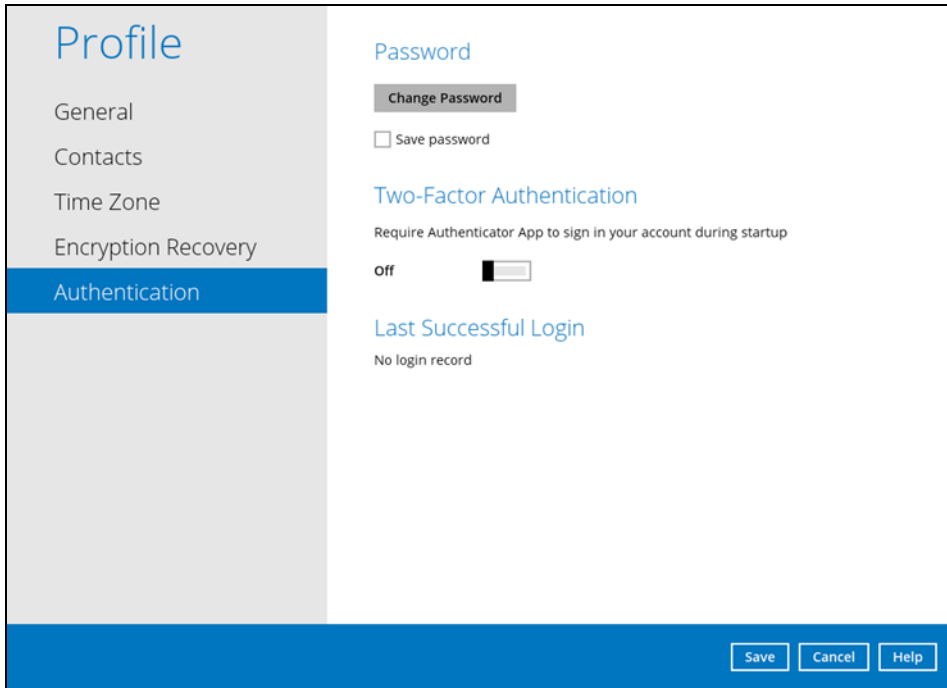 Profile
General
Contacts
Time Zone
Encryption Recovery
Authentication
Password
Change Password
Save password
Two-Factor Authentication
Require Authenticator App to sign in your account during startup
Off
Last Successful Login
No login record
Save
Cancel
Help